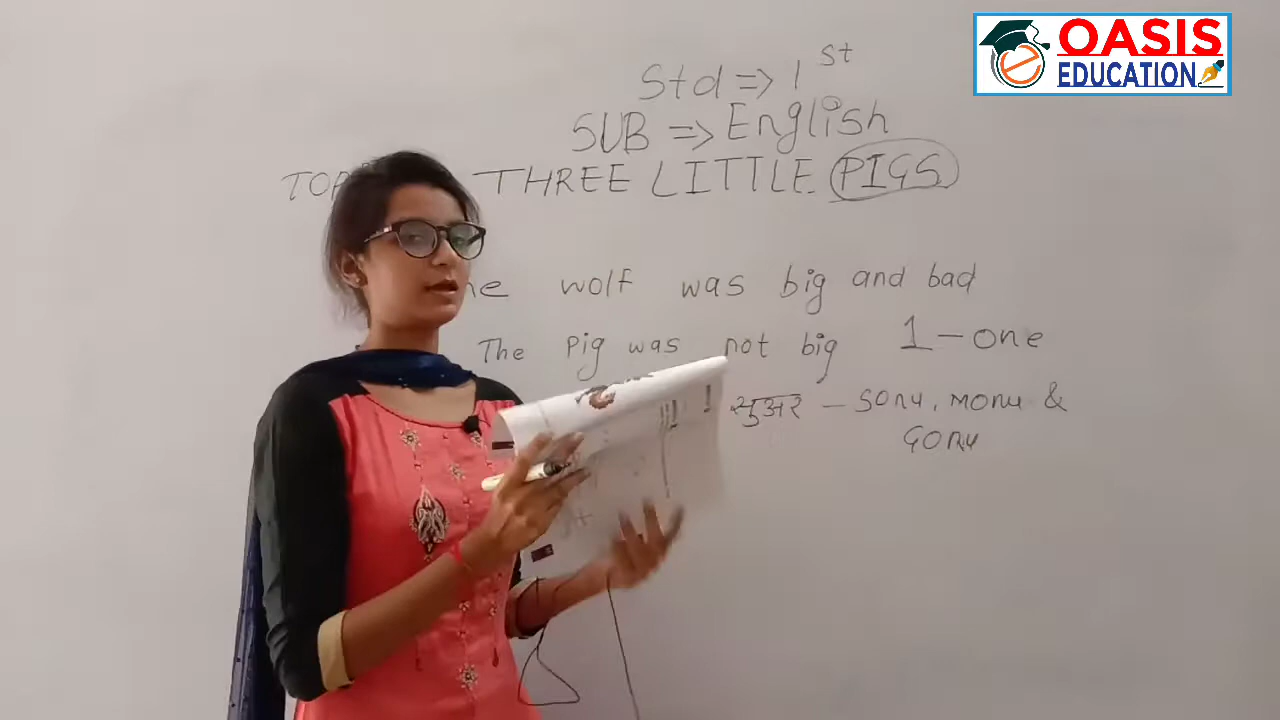 OASIS
EDUCATION
Std => 1st
SUB => English
TOP THREE LITTLE PIGS
he wolf was big and bad
The pig was not big 1 - one
सुअर - sonu, monu &
gonu